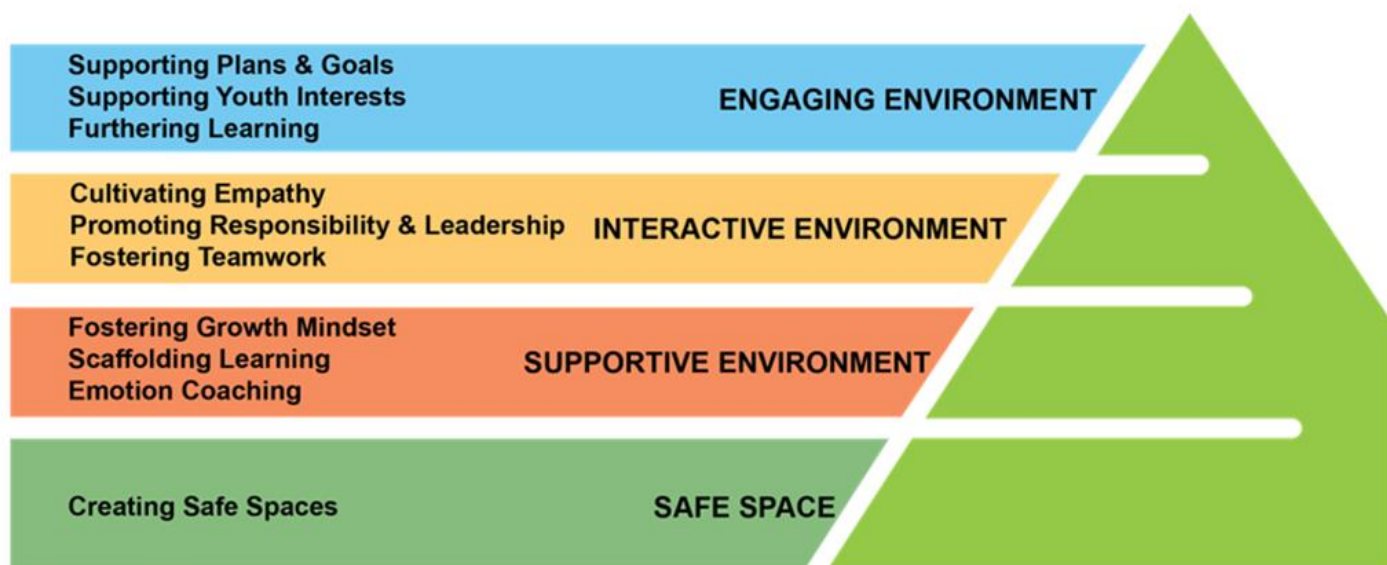 Supporting Plans & Goals
Supporting Youth Interests
Furthering Learning
ENGAGING ENVIRONMENT
Cultivating Empathy
Promoting Responsibility & Leadership
Fostering Teamwork
INTERACTIVE ENVIRONMENT
Fostering Growth Mindset
Scaffolding Learning
Emotion Coaching
SUPPORTIVE ENVIRONMENT
Creating Safe Spaces
SAFE SPACE